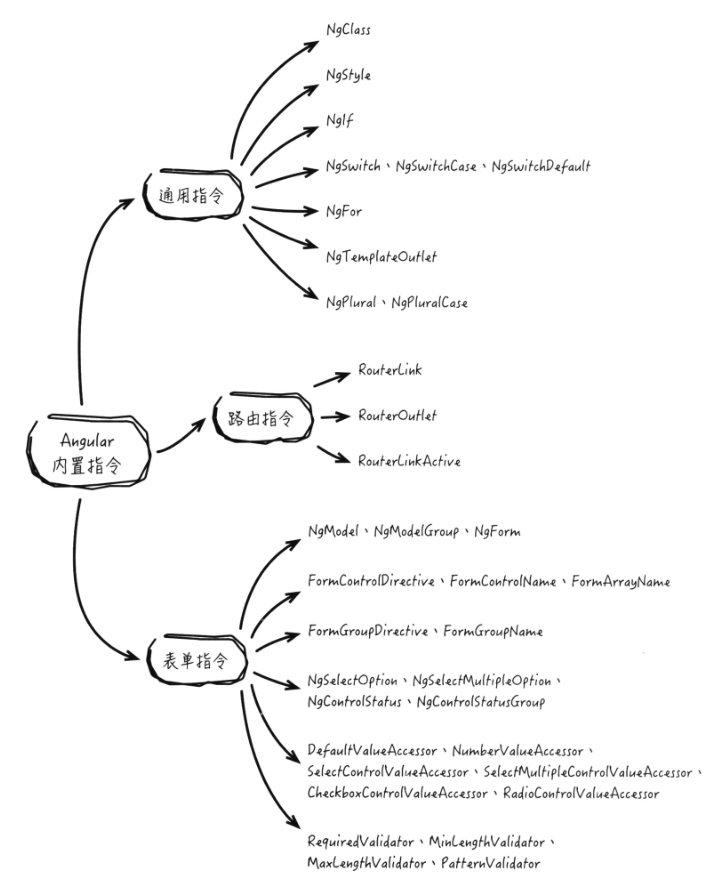 NgClass
NgStyle
NgIf
NgSwitch、NgSwitchCase、NgSwitchDefault
通用指令
NgFor
NgTemplateOutlet
NgPlural、NgPluralCase
RouterLink
路由指令
RouterOutlet
RouterLinkActive
Angular
内置指令
NgModel、NgModelGroup、NgForm
FormControlDirective、FormControlName、FormArrayName
FormGroupDirective、FormGroupName
表单指令
NgSelectOption、NgSelectMultipleOption、
NgControlStatus、NgControlStatusGroup
DefaultValueAccessor、NumberValueAccessor、
SelectControlValueAccessor、SelectMultipleControlValueAccessor、
CheckboxControlValueAccessor、RadioControlValueAccessor
RequiredValidator、MinLengthValidator、
MaxLengthValidator、PatternValidator